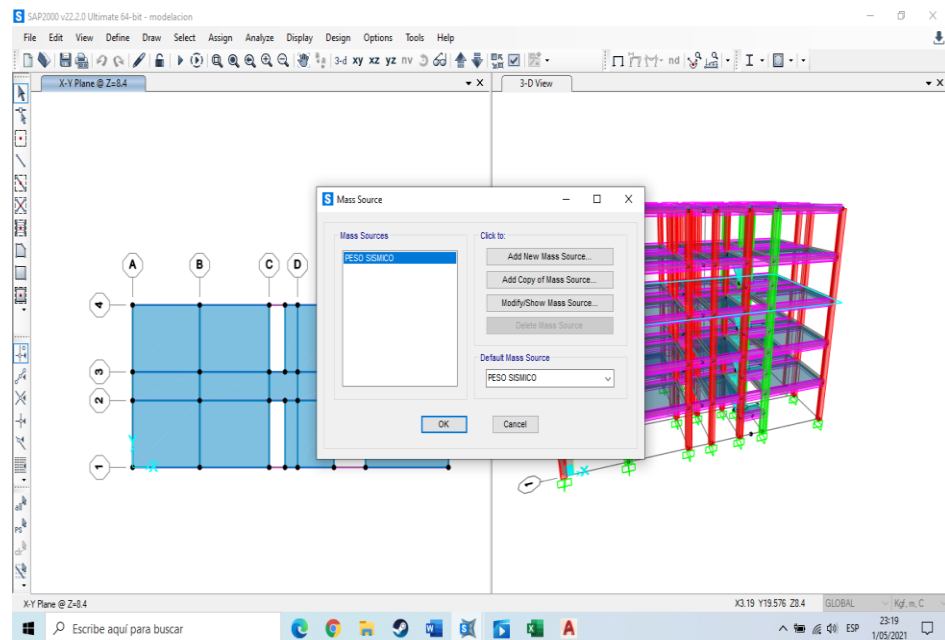 SAP2000 v22.2.0 Ultimate 64-bit - modelacion
File Edit View Define Draw Select Assign Analyze Display Design Options Tools Help
3-d xy xz yz nv
nd
X-Y Plane @ Z=8.4
3-D View
Mass Source
Mass Sources
PESO SISMICO
Click to:
Add New Mass Source...
Add Copy of Mass Source...
Modify/Show Mass Source...
Delete Mass Source
Default Mass Source
PESO SISMICO
OK
Cancel
A B C D
4
3
2
1
Y
X
1
X
all
PS
clr
X-Y Plane @ Z=8.4
X3.19 Y19.576 Z8.4
GLOBAL
Kgf, m, C
Escribe aquí para buscar
ESP
23:19
1/05/2021